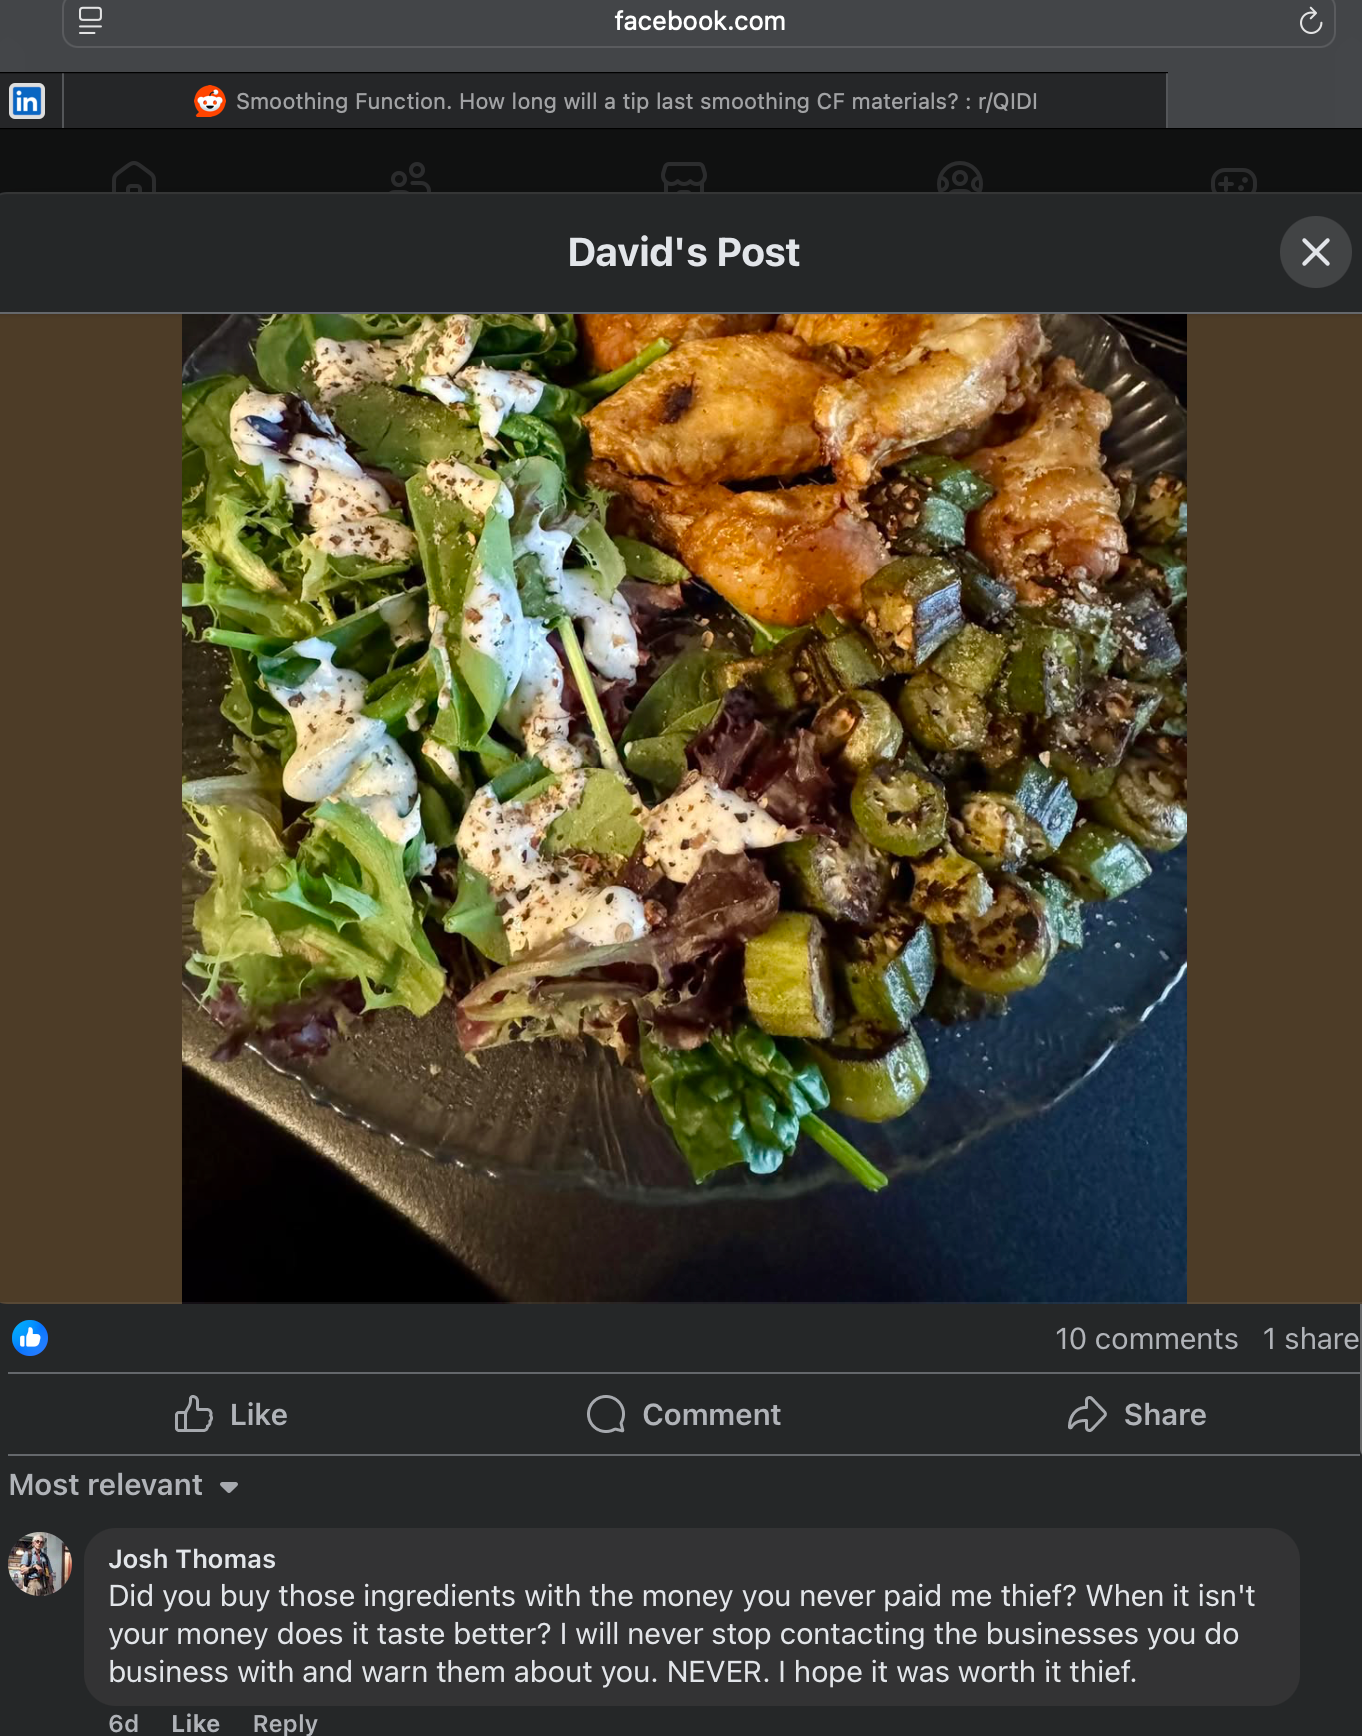 facebook.com
in
Smoothing Function. How long will a tip last smoothing CF materials? : r/QIDI
David's Post
10 comments 1 share
Like Comment Share
Most relevant
Josh Thomas
Did you buy those ingredients with the money you never paid me thief? When it isn't
your money does it taste better? I will never stop contacting the businesses you do
business with and warn them about you. NEVER. I hope it was worth it thief.
6d Like Reply